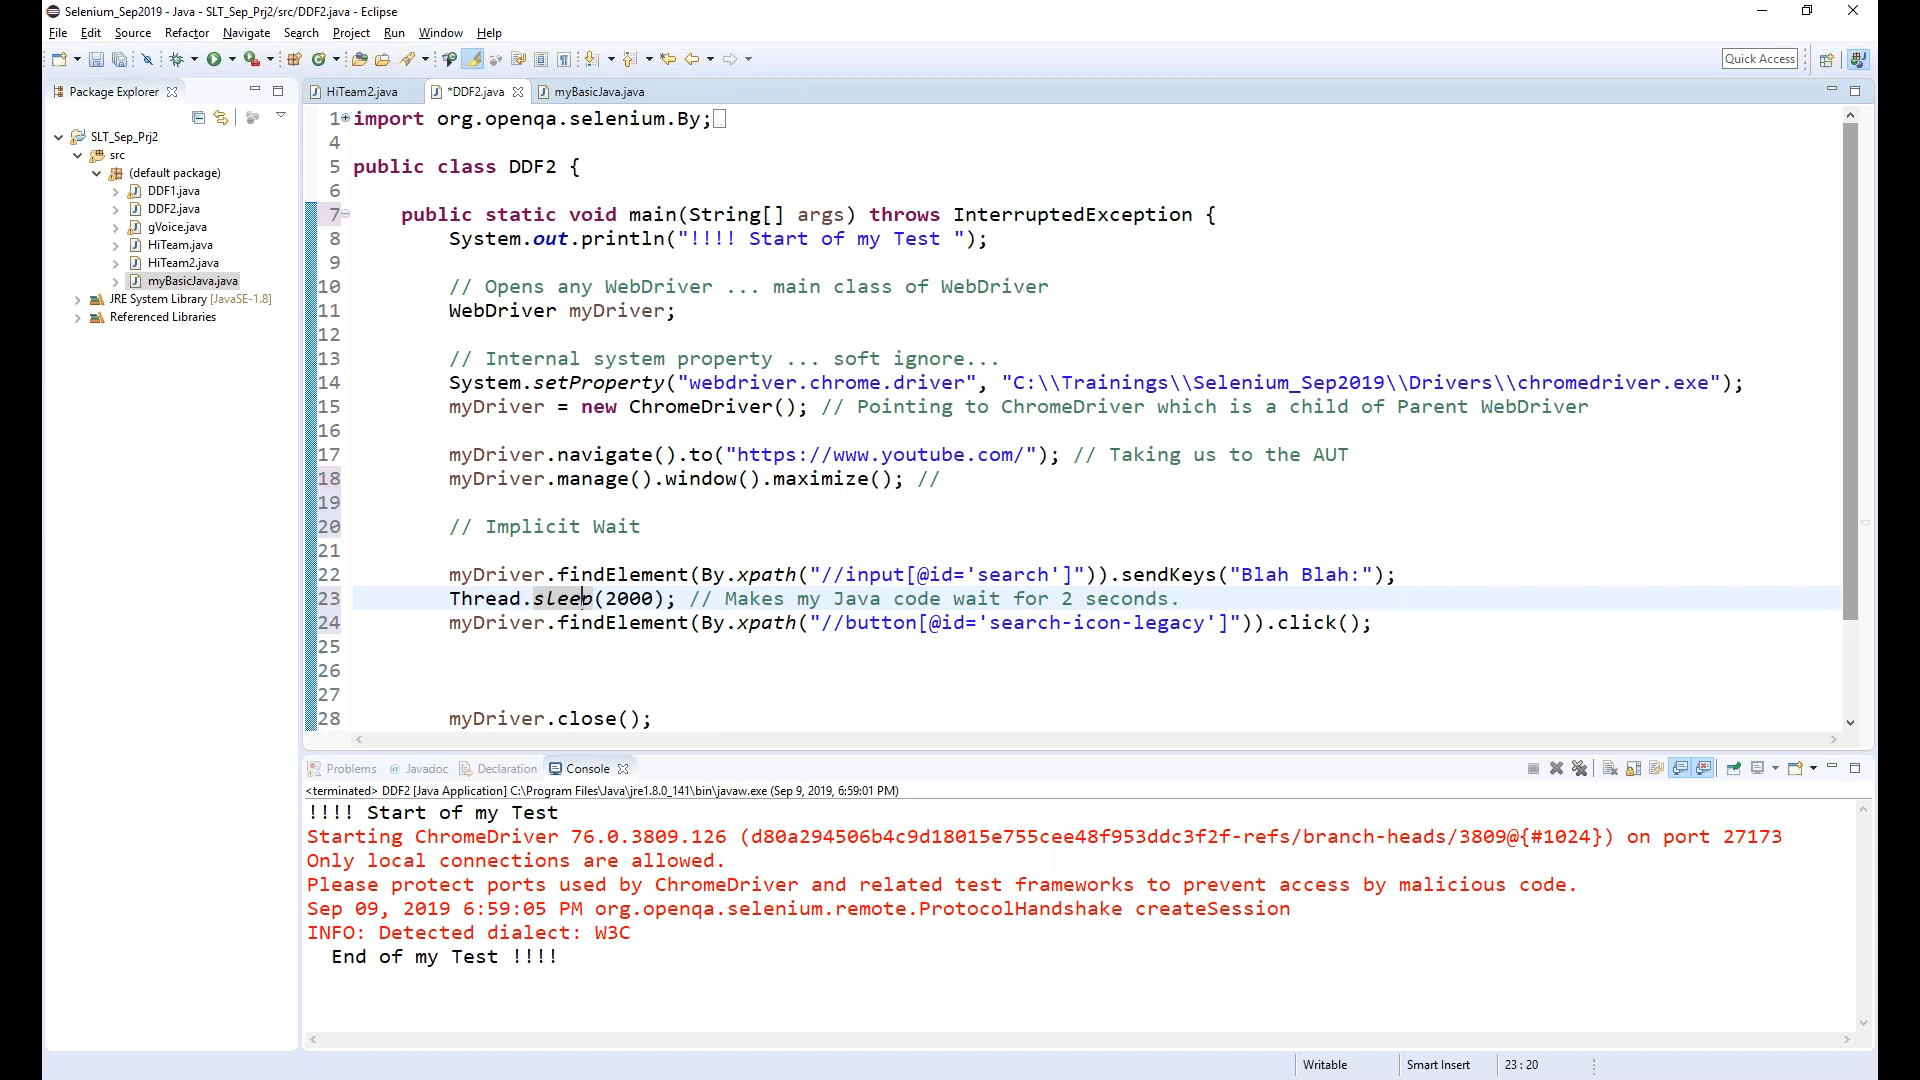 Selenium_Sep2019 - Java - SLT_Sep_Prj2/src/DDF2.java - Eclipse
File Edit Source Refactor Navigate Search Project Run Window Help
Quick Access
Package Explorer
SLT_Sep_Prj2
src
(default package)
DDF1.java
DDF2.java
gVoice.java
HiTeam.java
HiTeam2.java
myBasicJava.java
JRE System Library [JavaSE-1.8]
Referenced Libraries
HiTeam2.java *DDF2.java myBasicJava.java
1 import org.openqa.selenium.By;
4
5 public class DDF2 {
6
7 public static void main(String[] args) throws InterruptedException {
8 System.out.println("!!!! Start of my Test ");
9
10 // Opens any WebDriver ... main class of WebDriver
11 WebDriver myDriver;
12
13 // Internal system property ... soft ignore...
14 System.setProperty("webdriver.chrome.driver", "C:\\Trainings\\Selenium_Sep2019\\Drivers\\chromedriver.exe");
15 myDriver = new ChromeDriver(); // Pointing to ChromeDriver which is a child of Parent WebDriver
16
17 myDriver.navigate().to("https://www.youtube.com/"); // Taking us to the AUT
18 myDriver.manage().window().maximize(); //
19
20 // Implicit Wait
21
22 myDriver.findElement(By.xpath("//input[@id='search']")).sendKeys("Blah Blah:");
23 Thread.sleep(2000); // Makes my Java code wait for 2 seconds.
24 myDriver.findElement(By.xpath("//button[@id='search-icon-legacy']")).click();
25
26
27
28 myDriver.close();
Problems @ Javadoc Declaration Console
<terminated> DDF2 [Java Application] C:\Program Files\Java\jre1.8.0_141\bin\javaw.exe (Sep 9, 2019, 6:59:01 PM)
!!!! Start of my Test
Starting ChromeDriver 76.0.3809.126 (d80a294506b4c9d18015e755cee48f953ddc3f2f-refs/branch-heads/3809@{#1024}) on port 27173
Only local connections are allowed.
Please protect ports used by ChromeDriver and related test frameworks to prevent access by malicious code.
Sep 09, 2019 6:59:05 PM org.openqa.selenium.remote.ProtocolHandshake createSession
INFO: Detected dialect: W3C
End of my Test !!!!
Writable Smart Insert 23 : 20